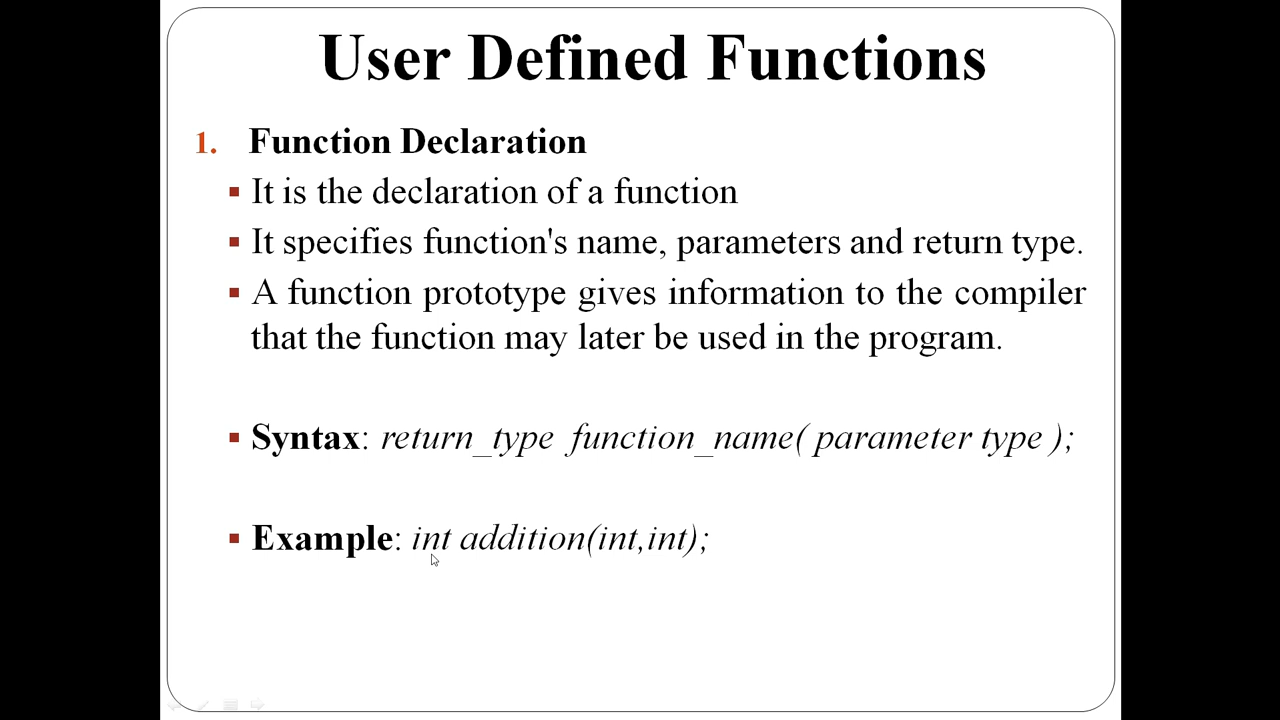 User Defined Functions
1. Function Declaration
▪ It is the declaration of a function
▪ It specifies function's name, parameters and return type.
▪ A function prototype gives information to the compiler
that the function may later be used in the program.
▪ Syntax: return_type function_name( parameter type );
▪ Example: int addition(int,int);